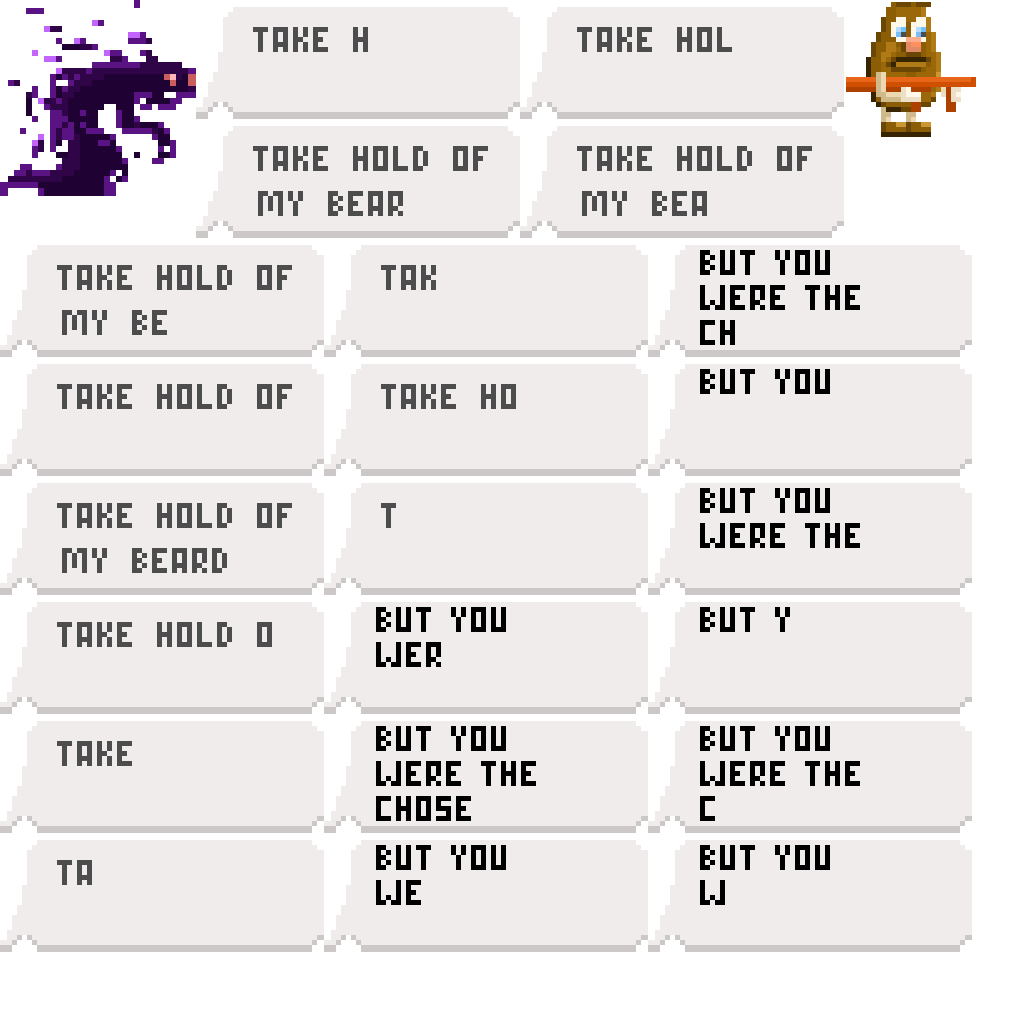 TAKE H
TAKE HOL
TAKE HOLD OF
MY BEAR
TAKE HOLD OF
MY BEA
TAKE HOLD OF
MY BE
TAK
BUT YOU
WERE THE
CH
TAKE HOLD OF
TAKE HO
BUT YOU
TAKE HOLD OF
MY BEARD
T
BUT YOU
WERE THE
TAKE HOLD O
BUT YOU
WER
BUT Y
TAKE
BUT YOU
WERE THE
CHOSE
BUT YOU
WERE THE
C
TA
BUT YOU
WE
BUT YOU
W